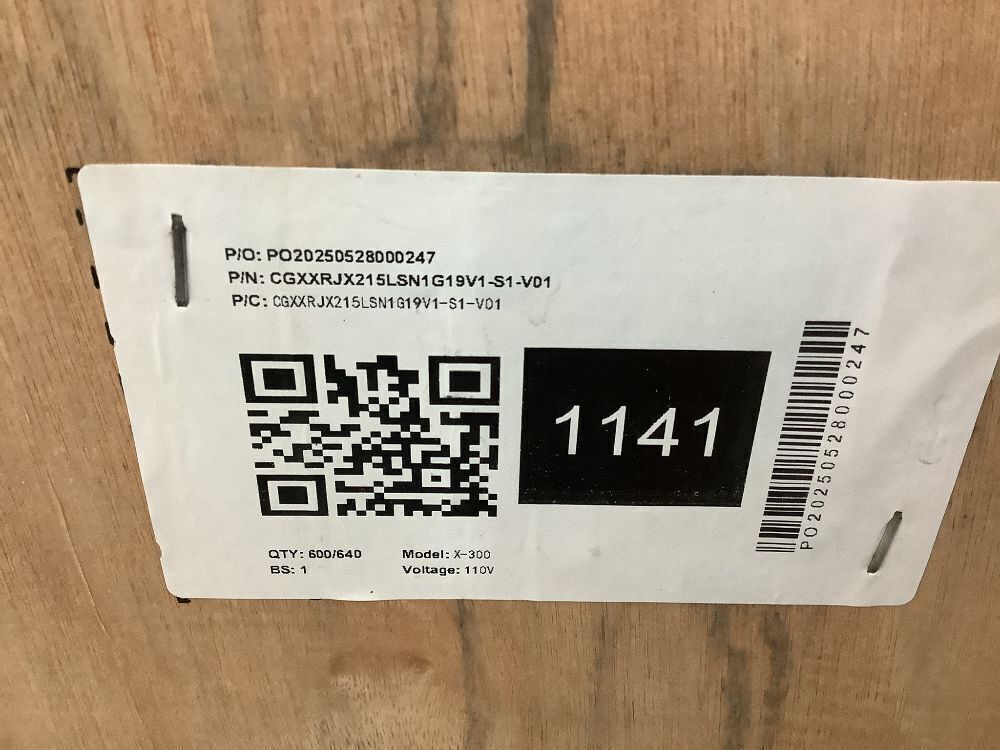 P/O: PO20250528000247
P/N: CGXXRJX215LSN1G19V1-S1-V01
P/C: CGXXRJX215LSN1G19V1-S1-V01
1141
PO20250528000247
QTY: 600/640 Model: X-300
BS: 1 Voltage: 110V